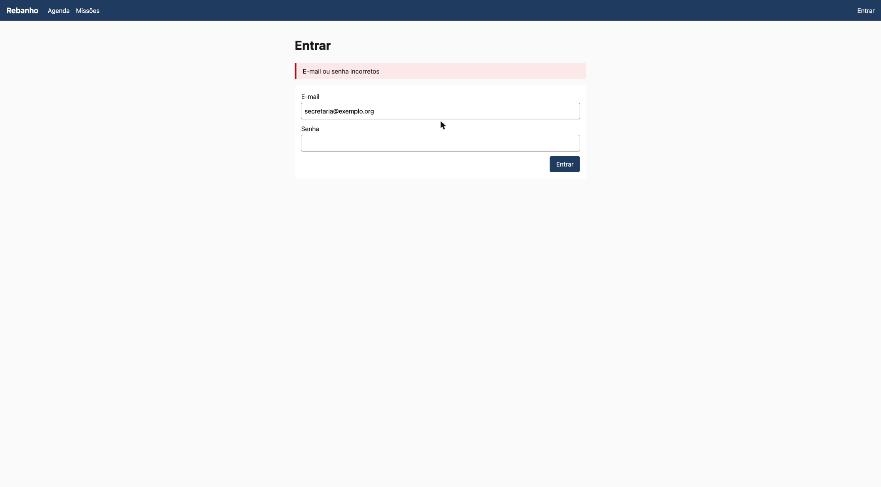 Rebanho Agenda Missões Entrar
Entrar
E-mail ou senha incorretos
E-mail
secretaria@exemplo.org
Senha
Entrar